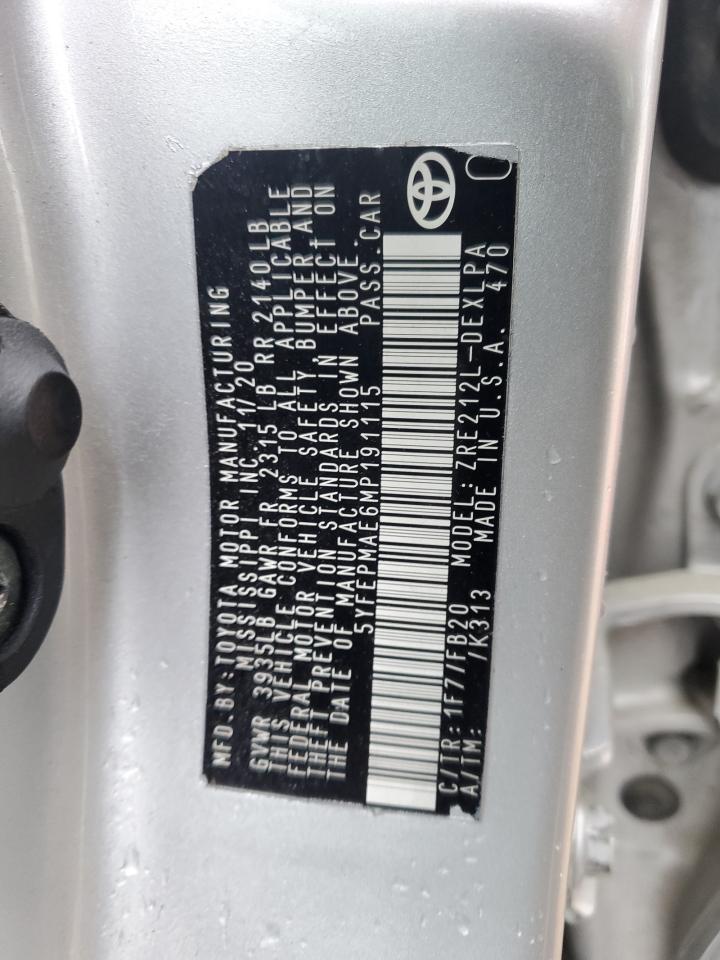 MFD.BY:TOYOTA MOTOR MANUFACTURING
MISSISSIPPI INC. 11/20
GVWR 3935LB GAWR FR 2315 LB RR 2140LB
THIS VEHICLE CONFORMS TO ALL APPLICABLE
FEDERAL MOTOR VEHICLE SAFETY, BUMPER AND
THEFT PREVENTION STANDARDS IN EFFECT ON
THE DATE OF MANUFACTURE SHOWN ABOVE.
5YFEPMAE6MP191115 PASS.CAR
C/TR:1F7/FB20 MODEL:ZRE212L-DEXLPA
A/TM: /K313 MADE IN U.S.A. 470